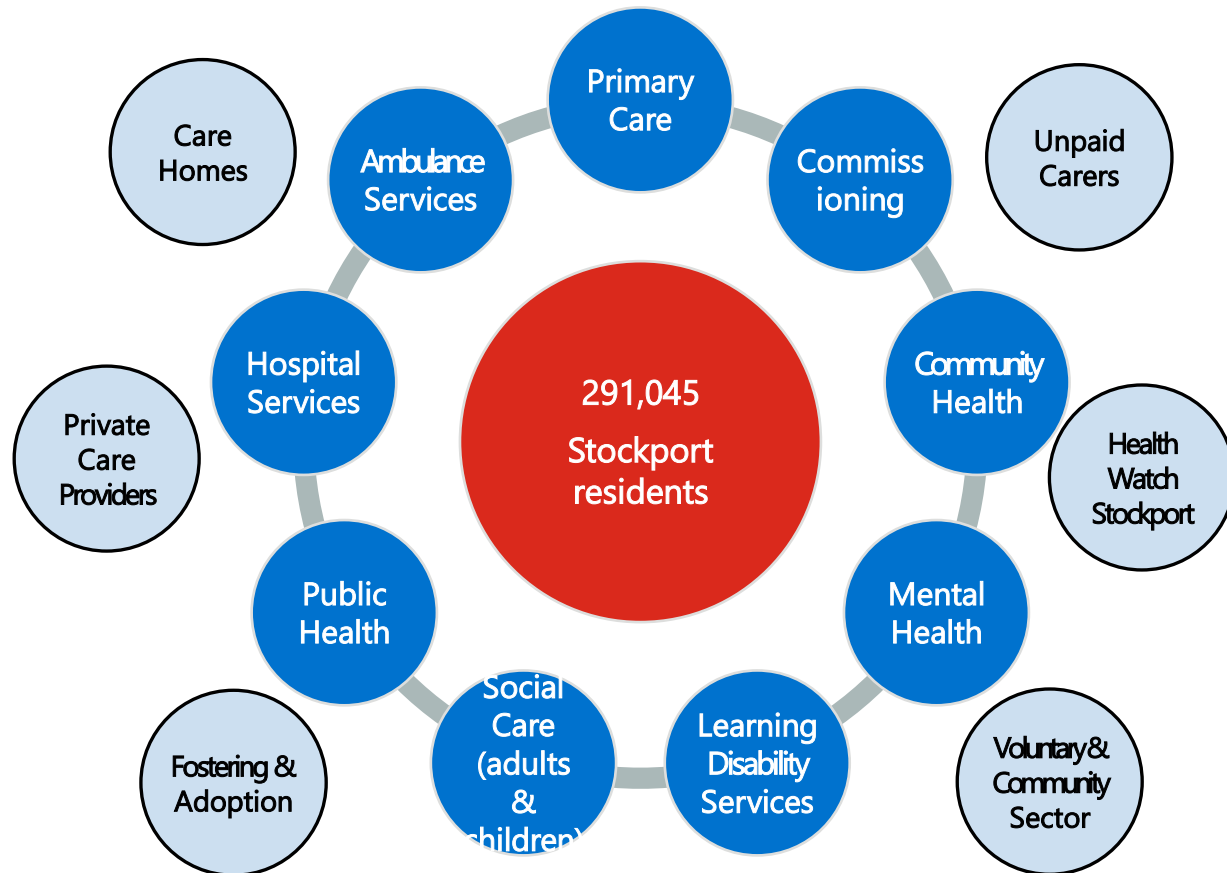 Primary
Care
Commiss
ioning
Community
Health
Mental
Health
Learning
Disability
Services
Social
Care
(adults
&
children)
Public
Health
Hospital
Services
Ambulance
Services
291,045
Stockport
residents
Care
Homes
Unpaid
Carers
Private
Care
Providers
Health
Watch
Stockport
Fostering &
Adoption
Voluntary &
Community
Sector